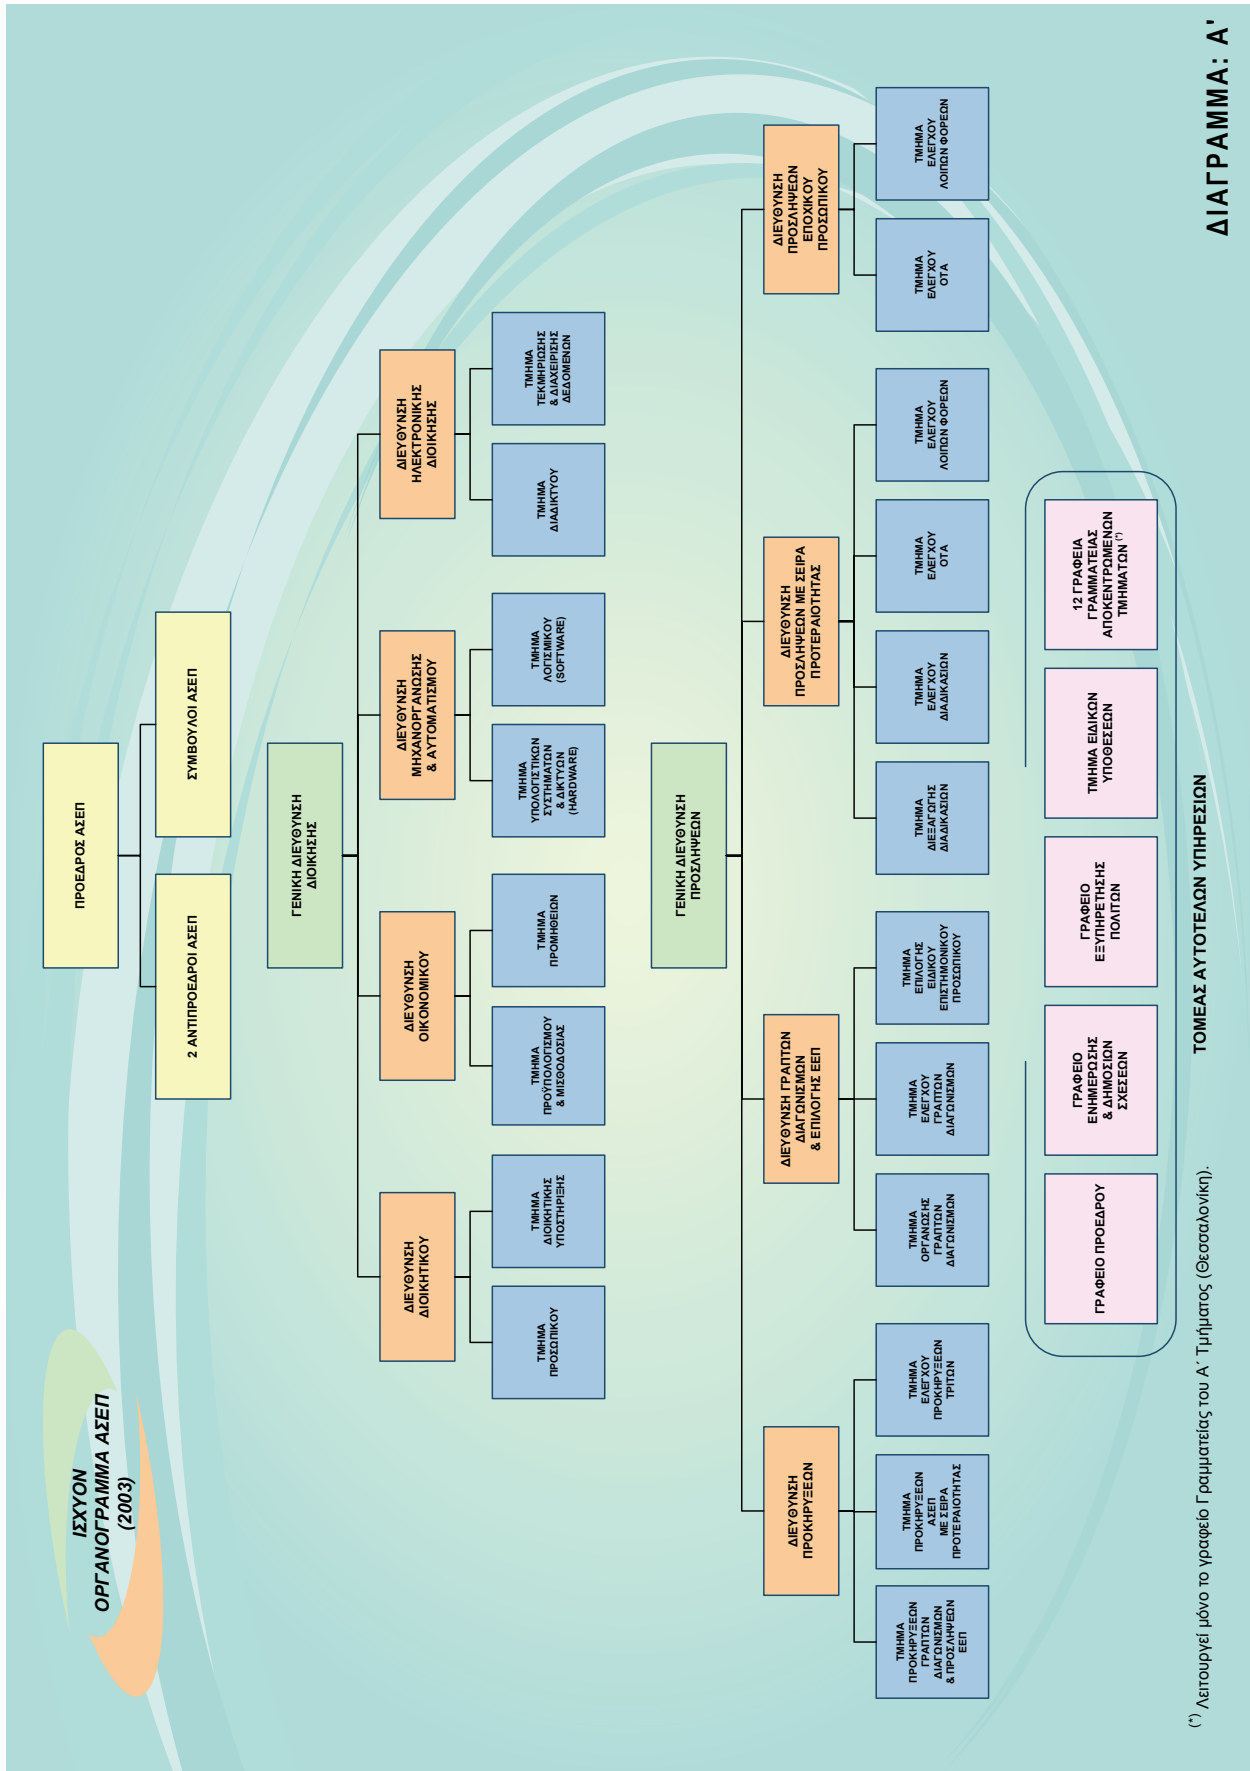 ΙΣΧΥΟΝ
ΟΡΓΑΝΟΓΡΑΜΜΑ ΑΣΕΠ
(2003)
ΠΡΟΕΔΡΟΣ ΑΣΕΠ
2 ΑΝΤΙΠΡΟΕΔΡΟΙ ΑΣΕΠ
ΣΥΜΒΟΥΛΟΙ ΑΣΕΠ
ΓΕΝΙΚΗ ΔΙΕΥΘΥΝΣΗ
ΔΙΟΙΚΗΣΗΣ
ΔΙΕΥΘΥΝΣΗ
ΔΙΟΙΚΗΤΙΚΟΥ
ΔΙΕΥΘΥΝΣΗ
ΟΙΚΟΝΟΜΙΚΟΥ
ΔΙΕΥΘΥΝΣΗ
ΜΗΧΑΝΟΡΓΑΝΩΣΗΣ
& ΑΥΤΟΜΑΤΙΣΜΟΥ
ΔΙΕΥΘΥΝΣΗ
ΗΛΕΚΤΡΟΝΙΚΗΣ
ΔΙΟΙΚΗΣΗΣ
ΤΜΗΜΑ
ΠΡΟΣΩΠΙΚΟΥ
ΤΜΗΜΑ
ΔΙΟΙΚΗΤΙΚΗΣ
ΥΠΟΣΤΗΡΙΞΗΣ
ΤΜΗΜΑ
ΠΡΟΫΠΟΛΟΓΙΣΜΟΥ
& ΜΙΣΘΟΔΟΣΙΑΣ
ΤΜΗΜΑ
ΠΡΟΜΗΘΕΙΩΝ
ΤΜΗΜΑ
ΥΠΟΛΟΓΙΣΤΙΚΩΝ
ΣΥΣΤΗΜΑΤΩΝ
& ΔΙΚΤΥΩΝ
(HARDWARE)
ΤΜΗΜΑ
ΛΟΓΙΣΜΙΚΟΥ
(SOFTWARE)
ΤΜΗΜΑ
ΔΙΑΔΙΚΤΥΟΥ
ΤΜΗΜΑ
ΤΕΚΜΗΡΙΩΣΗΣ
& ΔΙΑΧΕΙΡΙΣΗΣ
ΔΕΔΟΜΕΝΩΝ
ΓΕΝΙΚΗ ΔΙΕΥΘΥΝΣΗ
ΠΡΟΣΛΗΨΕΩΝ
ΔΙΕΥΘΥΝΣΗ
ΠΡΟΚΗΡΥΞΕΩΝ
ΔΙΕΥΘΥΝΣΗ ΓΡΑΠΤΩΝ
ΔΙΑΓΩΝΙΣΜΩΝ
& ΕΠΙΛΟΓΗΣ ΕΕΠ
ΔΙΕΥΘΥΝΣΗ
ΠΡΟΣΛΗΨΕΩΝ ΜΕ ΣΕΙΡΑ
ΠΡΟΤΕΡΑΙΟΤΗΤΑΣ
ΔΙΕΥΘΥΝΣΗ
ΠΡΟΣΛΗΨΕΩΝ
ΕΠΟΧΙΚΟΥ
ΠΡΟΣΩΠΙΚΟΥ
ΤΜΗΜΑ
ΠΡΟΚΗΡΥΞΕΩΝ
ΓΡΑΠΤΩΝ
ΔΙΑΓΩΝΙΣΜΩΝ
& ΠΡΟΣΛΗΨΕΩΝ
ΕΕΠ
ΤΜΗΜΑ
ΠΡΟΚΗΡΥΞΕΩΝ
ΑΣΕΠ
ΜΕ ΣΕΙΡΑ
ΠΡΟΤΕΡΑΙΟΤΗΤΑΣ
ΤΜΗΜΑ
ΕΛΕΓΧΟΥ
ΠΡΟΚΗΡΥΞΕΩΝ
ΤΡΙΤΩΝ
ΤΜΗΜΑ
ΟΡΓΑΝΩΣΗΣ
ΓΡΑΠΤΩΝ
ΔΙΑΓΩΝΙΣΜΩΝ
ΤΜΗΜΑ
ΕΛΕΓΧΟΥ
ΓΡΑΠΤΩΝ
ΔΙΑΓΩΝΙΣΜΩΝ
ΤΜΗΜΑ
ΕΠΙΛΟΓΗΣ
ΕΙΔΙΚΟΥ
ΕΠΙΣΤΗΜΟΝΙΚΟΥ
ΠΡΟΣΩΠΙΚΟΥ
ΤΜΗΜΑ
ΔΙΕΞΑΓΩΓΗΣ
ΔΙΑΔΙΚΑΣΙΩΝ
ΤΜΗΜΑ
ΕΛΕΓΧΟΥ
ΔΙΑΔΙΚΑΣΙΩΝ
ΤΜΗΜΑ
ΕΛΕΓΧΟΥ
ΟΤΑ
ΤΜΗΜΑ
ΕΛΕΓΧΟΥ
ΛΟΙΠΩΝ ΦΟΡΕΩΝ
ΤΜΗΜΑ
ΕΛΕΓΧΟΥ
ΟΤΑ
ΤΜΗΜΑ
ΕΛΕΓΧΟΥ
ΛΟΙΠΩΝ ΦΟΡΕΩΝ
ΓΡΑΦΕΙΟ ΠΡΟΕΔΡΟΥ
ΓΡΑΦΕΙΟ
ΕΝΗΜΕΡΩΣΗΣ
& ΔΗΜΟΣΙΩΝ
ΣΧΕΣΕΩΝ
ΓΡΑΦΕΙΟ
ΕΞΥΠΗΡΕΤΗΣΗΣ
ΠΟΛΙΤΩΝ
ΤΜΗΜΑ ΕΙΔΙΚΩΝ
ΥΠΟΘΕΣΕΩΝ
12 ΓΡΑΦΕΙΑ
ΓΡΑΜΜΑΤΕΙΑΣ
ΑΠΟΚΕΝΤΡΩΜΕΝΩΝ
ΤΜΗΜΑΤΩΝ (*)
ΤΟΜΕΑΣ ΑΥΤΟΤΕΛΩΝ ΥΠΗΡΕΣΙΩΝ
(*) Λειτουργεί μόνο το γραφείο Γραμματείας του Α΄ Τμήματος (Θεσσαλονίκη).
ΔΙΑΓΡΑΜΜΑ: Α'